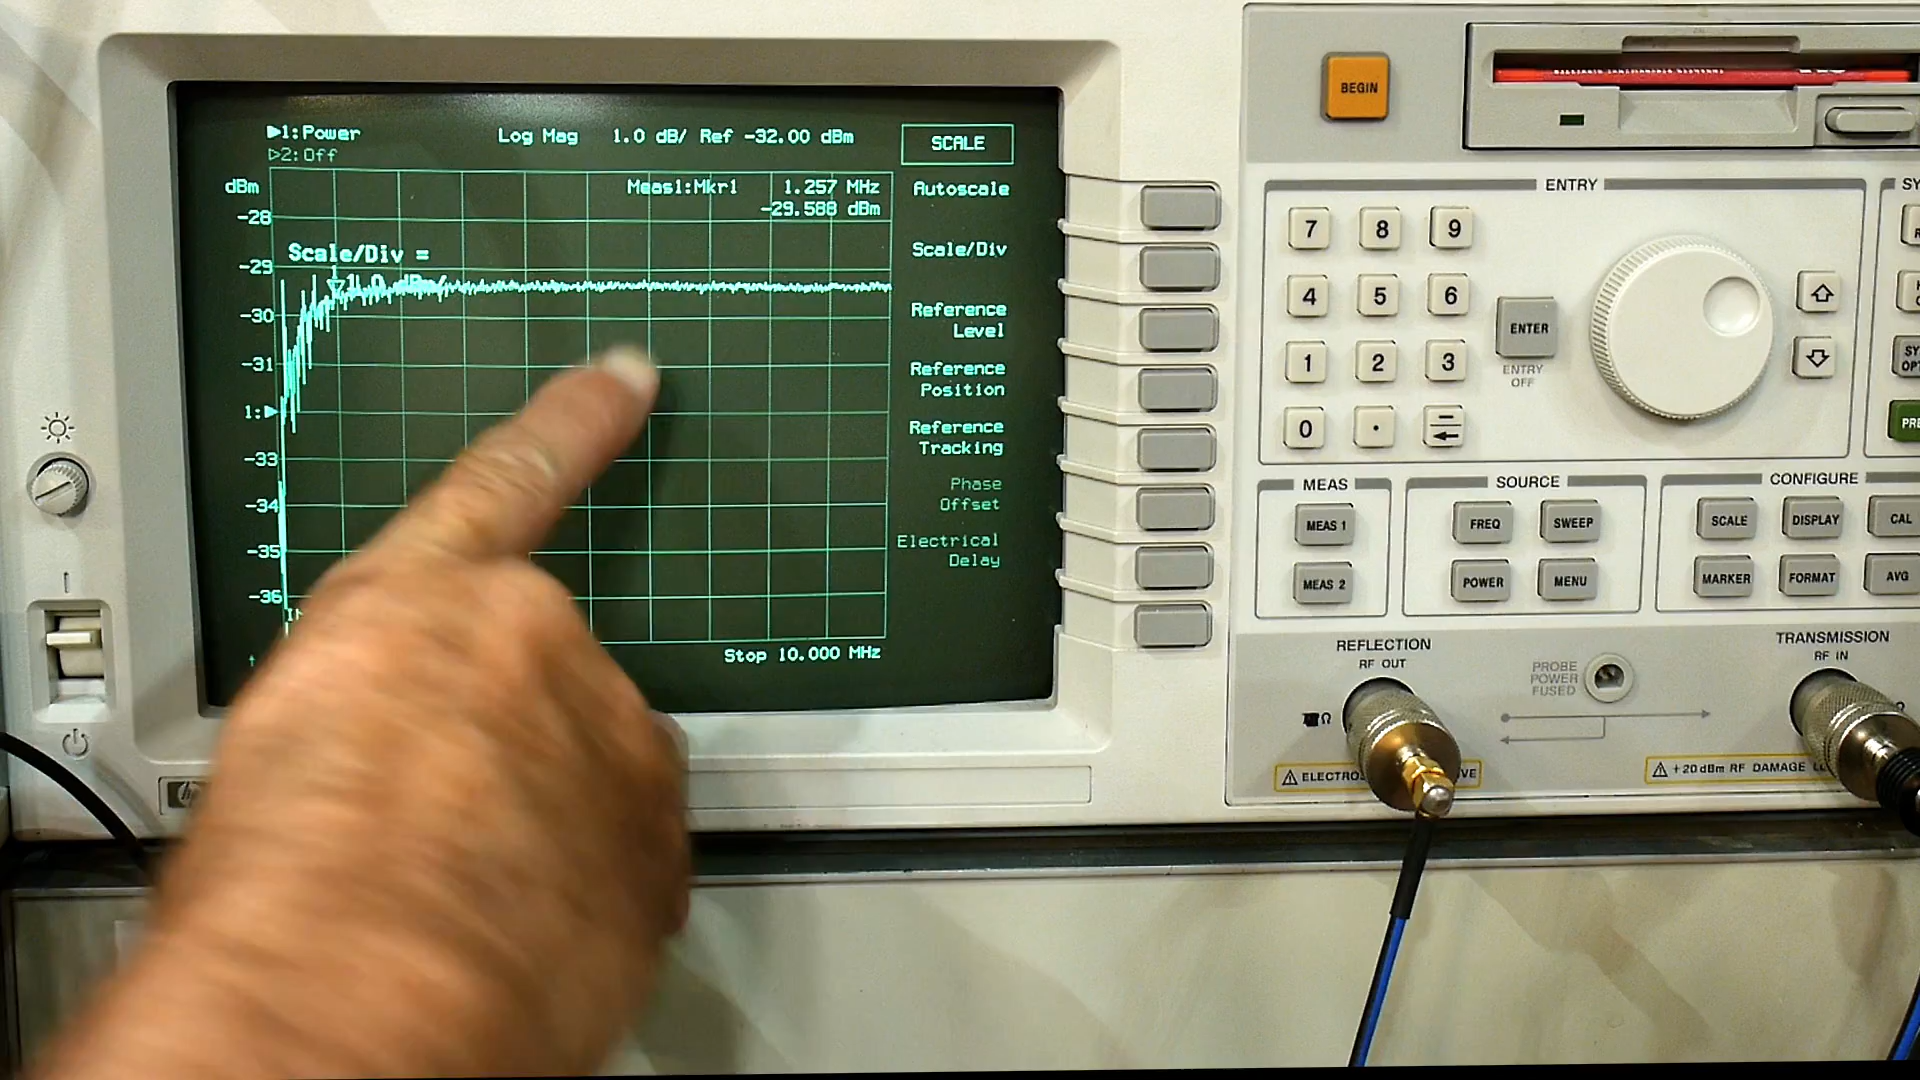 ▶1:Power Log Mag 1.0 dB/ Ref -32.00 dBm
▷2:Off
SCALE
dBm
Meas1:Mkr1 1.257 MHz
-29.588 dBm
-28
-29
-30
-31
1:▶
-33
-34
-35
-36
Scale/Div =
1.0 dBm/
Stop 10.000 MHz
Autoscale
Scale/Div
Reference
Level
Reference
Position
Reference
Tracking
Phase
Offset
Electrical
Delay
hp
BEGIN
ENTRY
7 8 9
4 5 6
1 2 3
0 .
ENTER
ENTRY
OFF
MEAS
MEAS 1
MEAS 2
SOURCE
FREQ SWEEP
POWER MENU
CONFIGURE
SCALE DISPLAY CAL
MARKER FORMAT AVG
REFLECTION
RF OUT
PROBE
POWER
FUSED
TRANSMISSION
RF IN
Ω
+20 dBm RF DAMAGE